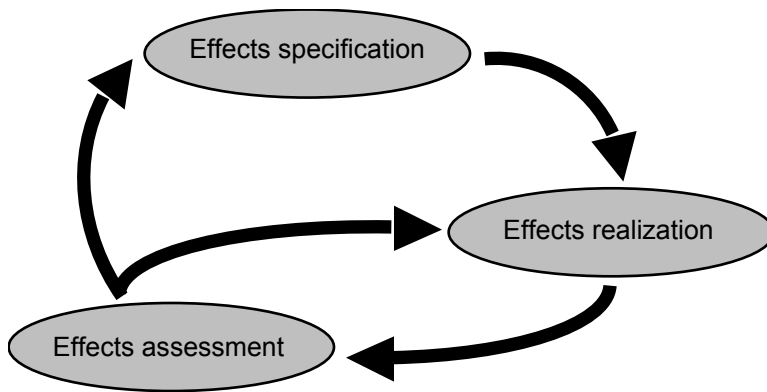 Effects specification
Effects realization
Effects assessment